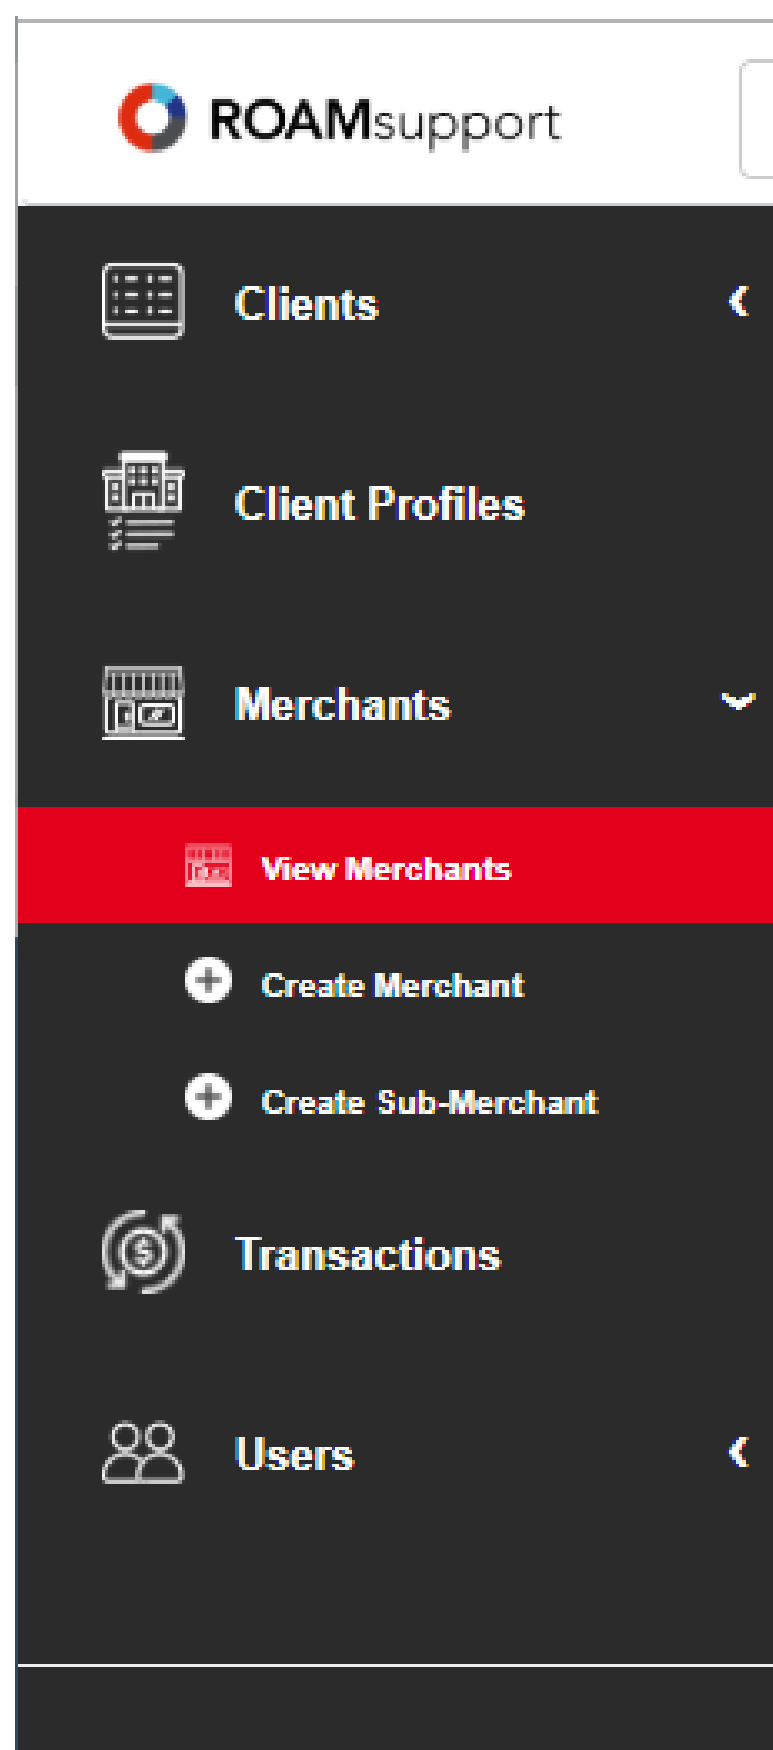 ROAMsupport
Clients
Client Profiles
Merchants
View Merchants
Create Merchant
Create Sub-Merchant
Transactions
Users